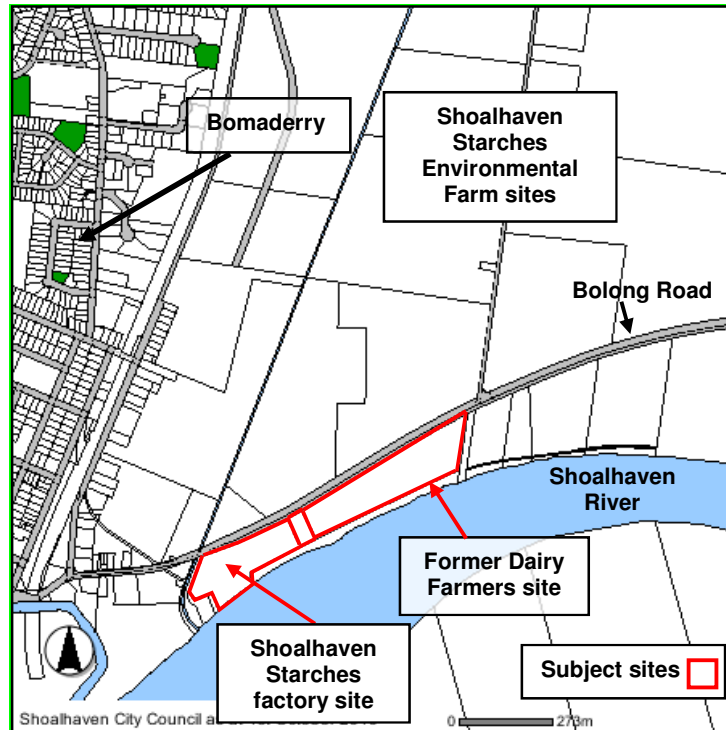 Bomaderry
Shoalhaven
Starches
Environmental
Farm sites
Bolong Road
Shoalhaven
River
Former Dairy
Farmers site
Shoalhaven
Starches
factory site
Subject sites
Shoalhaven City Council
0 273m